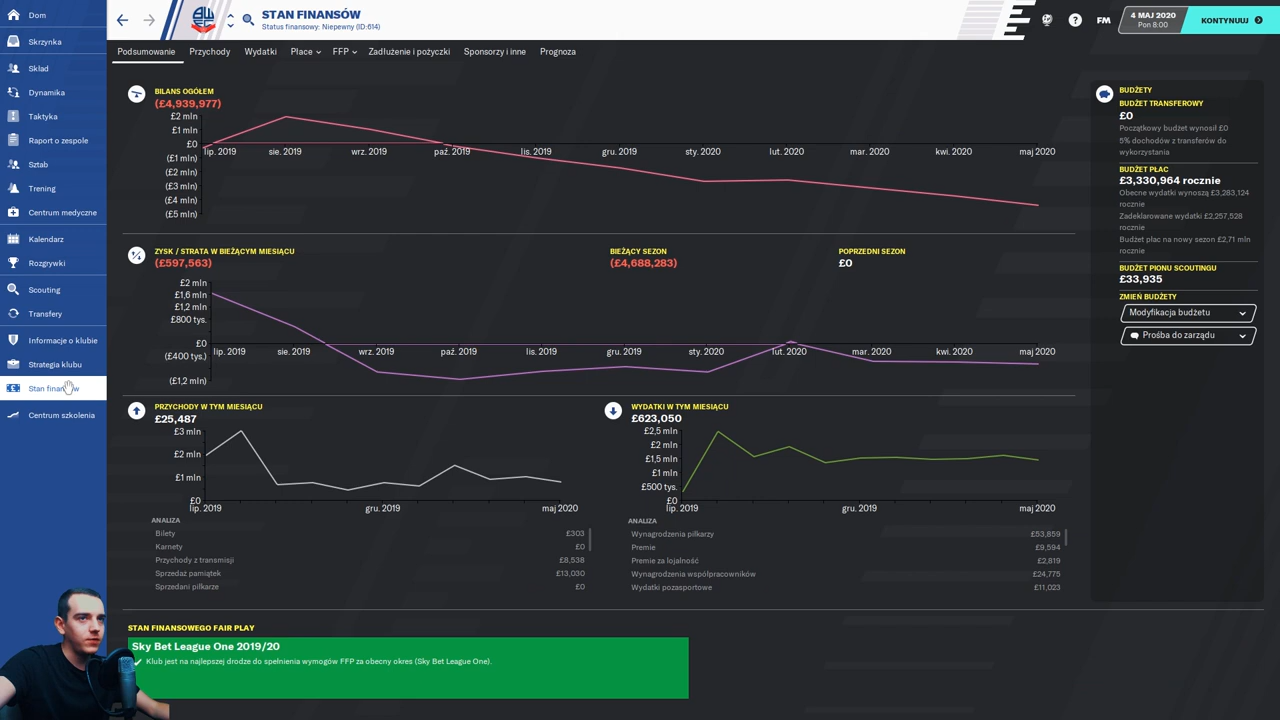 Dom
Skrzynka
Skład
Dynamika
Taktyka
Raport o zespole
Sztab
Trening
Centrum medyczne
Kalendarz
Rozgrywki
Scouting
Transfery
Informacje o klubie
Strategia klubu
Stan finansów
Centrum szkolenia
STAN FINANSÓW
Status finansowy: Niepewny (ID:614)
FM
4 MAJ 2020
Pon 8:00
KONTYNUUJ
Podsumowanie Przychody Wydatki Płace FFP Zadłużenie i pożyczki Sponsorzy i inne Prognoza
BILANS OGÓŁEM
(£4,939,977)
£2 mln
£1 mln
£0
(£1 mln)
(£2 mln)
(£3 mln)
(£4 mln)
(£5 mln)
lip. 2019 sie. 2019 wrz. 2019 paź. 2019 lis. 2019 gru. 2019 sty. 2020 lut. 2020 mar. 2020 kwi. 2020 maj 2020
ZYSK / STRATA W BIEŻĄCYM MIESIĄCU
(£597,563)
BIEŻĄCY SEZON
(£4,688,283)
POPRZEDNI SEZON
£0
£2 mln
£1,6 mln
£1,2 mln
£800 tys.
£0
(£400 tys.)
(£1,2 mln)
lip. 2019 sie. 2019 wrz. 2019 paź. 2019 lis. 2019 gru. 2019 sty. 2020 lut. 2020 mar. 2020 kwi. 2020 maj 2020
PRZYCHODY W TYM MIESIĄCU
£25,487
£3 mln
£2 mln
£1 mln
£0
lip. 2019 gru. 2019 maj 2020
ANALIZA
Bilety £303
Karnety £0
Przychody z transmisji £8,538
Sprzedaż pamiątek £13,030
Sprzedani piłkarze £0
WYDATKI W TYM MIESIĄCU
£623,050
£2,5 mln
£2 mln
£1,5 mln
£1 mln
£500 tys.
£0
lip. 2019 gru. 2019 maj 2020
ANALIZA
Wynagrodzenia piłkarzy £53,859
Premie £9,594
Premie za lojalność £2,819
Wynagrodzenia współpracowników £24,775
Wydatki pozasportowe £11,023
STAN FINANSOWEGO FAIR PLAY
Sky Bet League One 2019/20
Klub jest na najlepszej drodze do spełnienia wymogów FFP za obecny okres (Sky Bet League One).
BUDŻETY
BUDŻET TRANSFEROWY
£0
Początkowy budżet wynosił £0
5% dochodów z transferów do
wykorzystania
BUDŻET PŁAC
£3,330,964 rocznie
Obecne wydatki wynoszą £3,283,124
rocznie
Zadeklarowane wydatki £2,257,528
rocznie
Budżet płac na nowy sezon £2,71 mln
rocznie
BUDŻET PIONU SCOUTINGU
£33,935
ZMIEŃ BUDŻETY
Modyfikacja budżetu
Prośba do zarządu